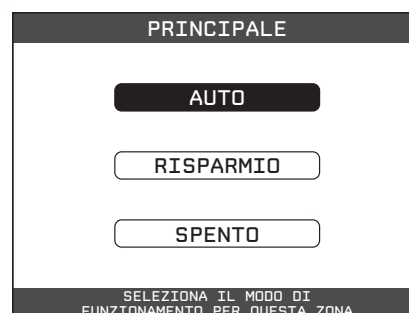 PRINCIPALE
AUTO
RISPARMIO
SPENTO
SELEZIONA IL MODO DI
FUNZIONAMENTO PER QUESTA ZONA